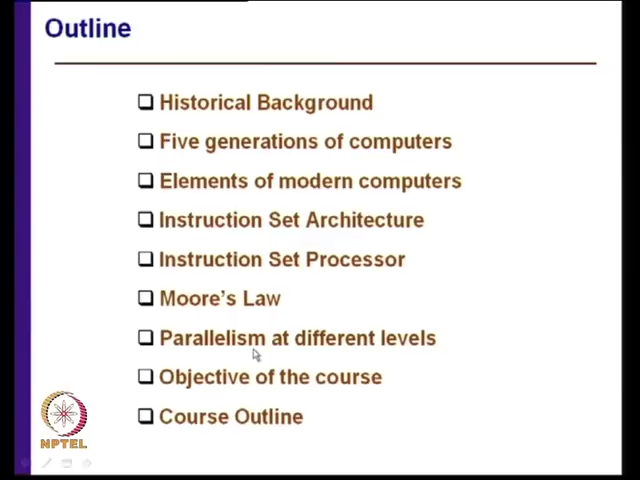 Outline
Historical Background
Five generations of computers
Elements of modern computers
Instruction Set Architecture
Instruction Set Processor
Moore's Law
Parallelism at different levels
Objective of the course
Course Outline
NPTEL